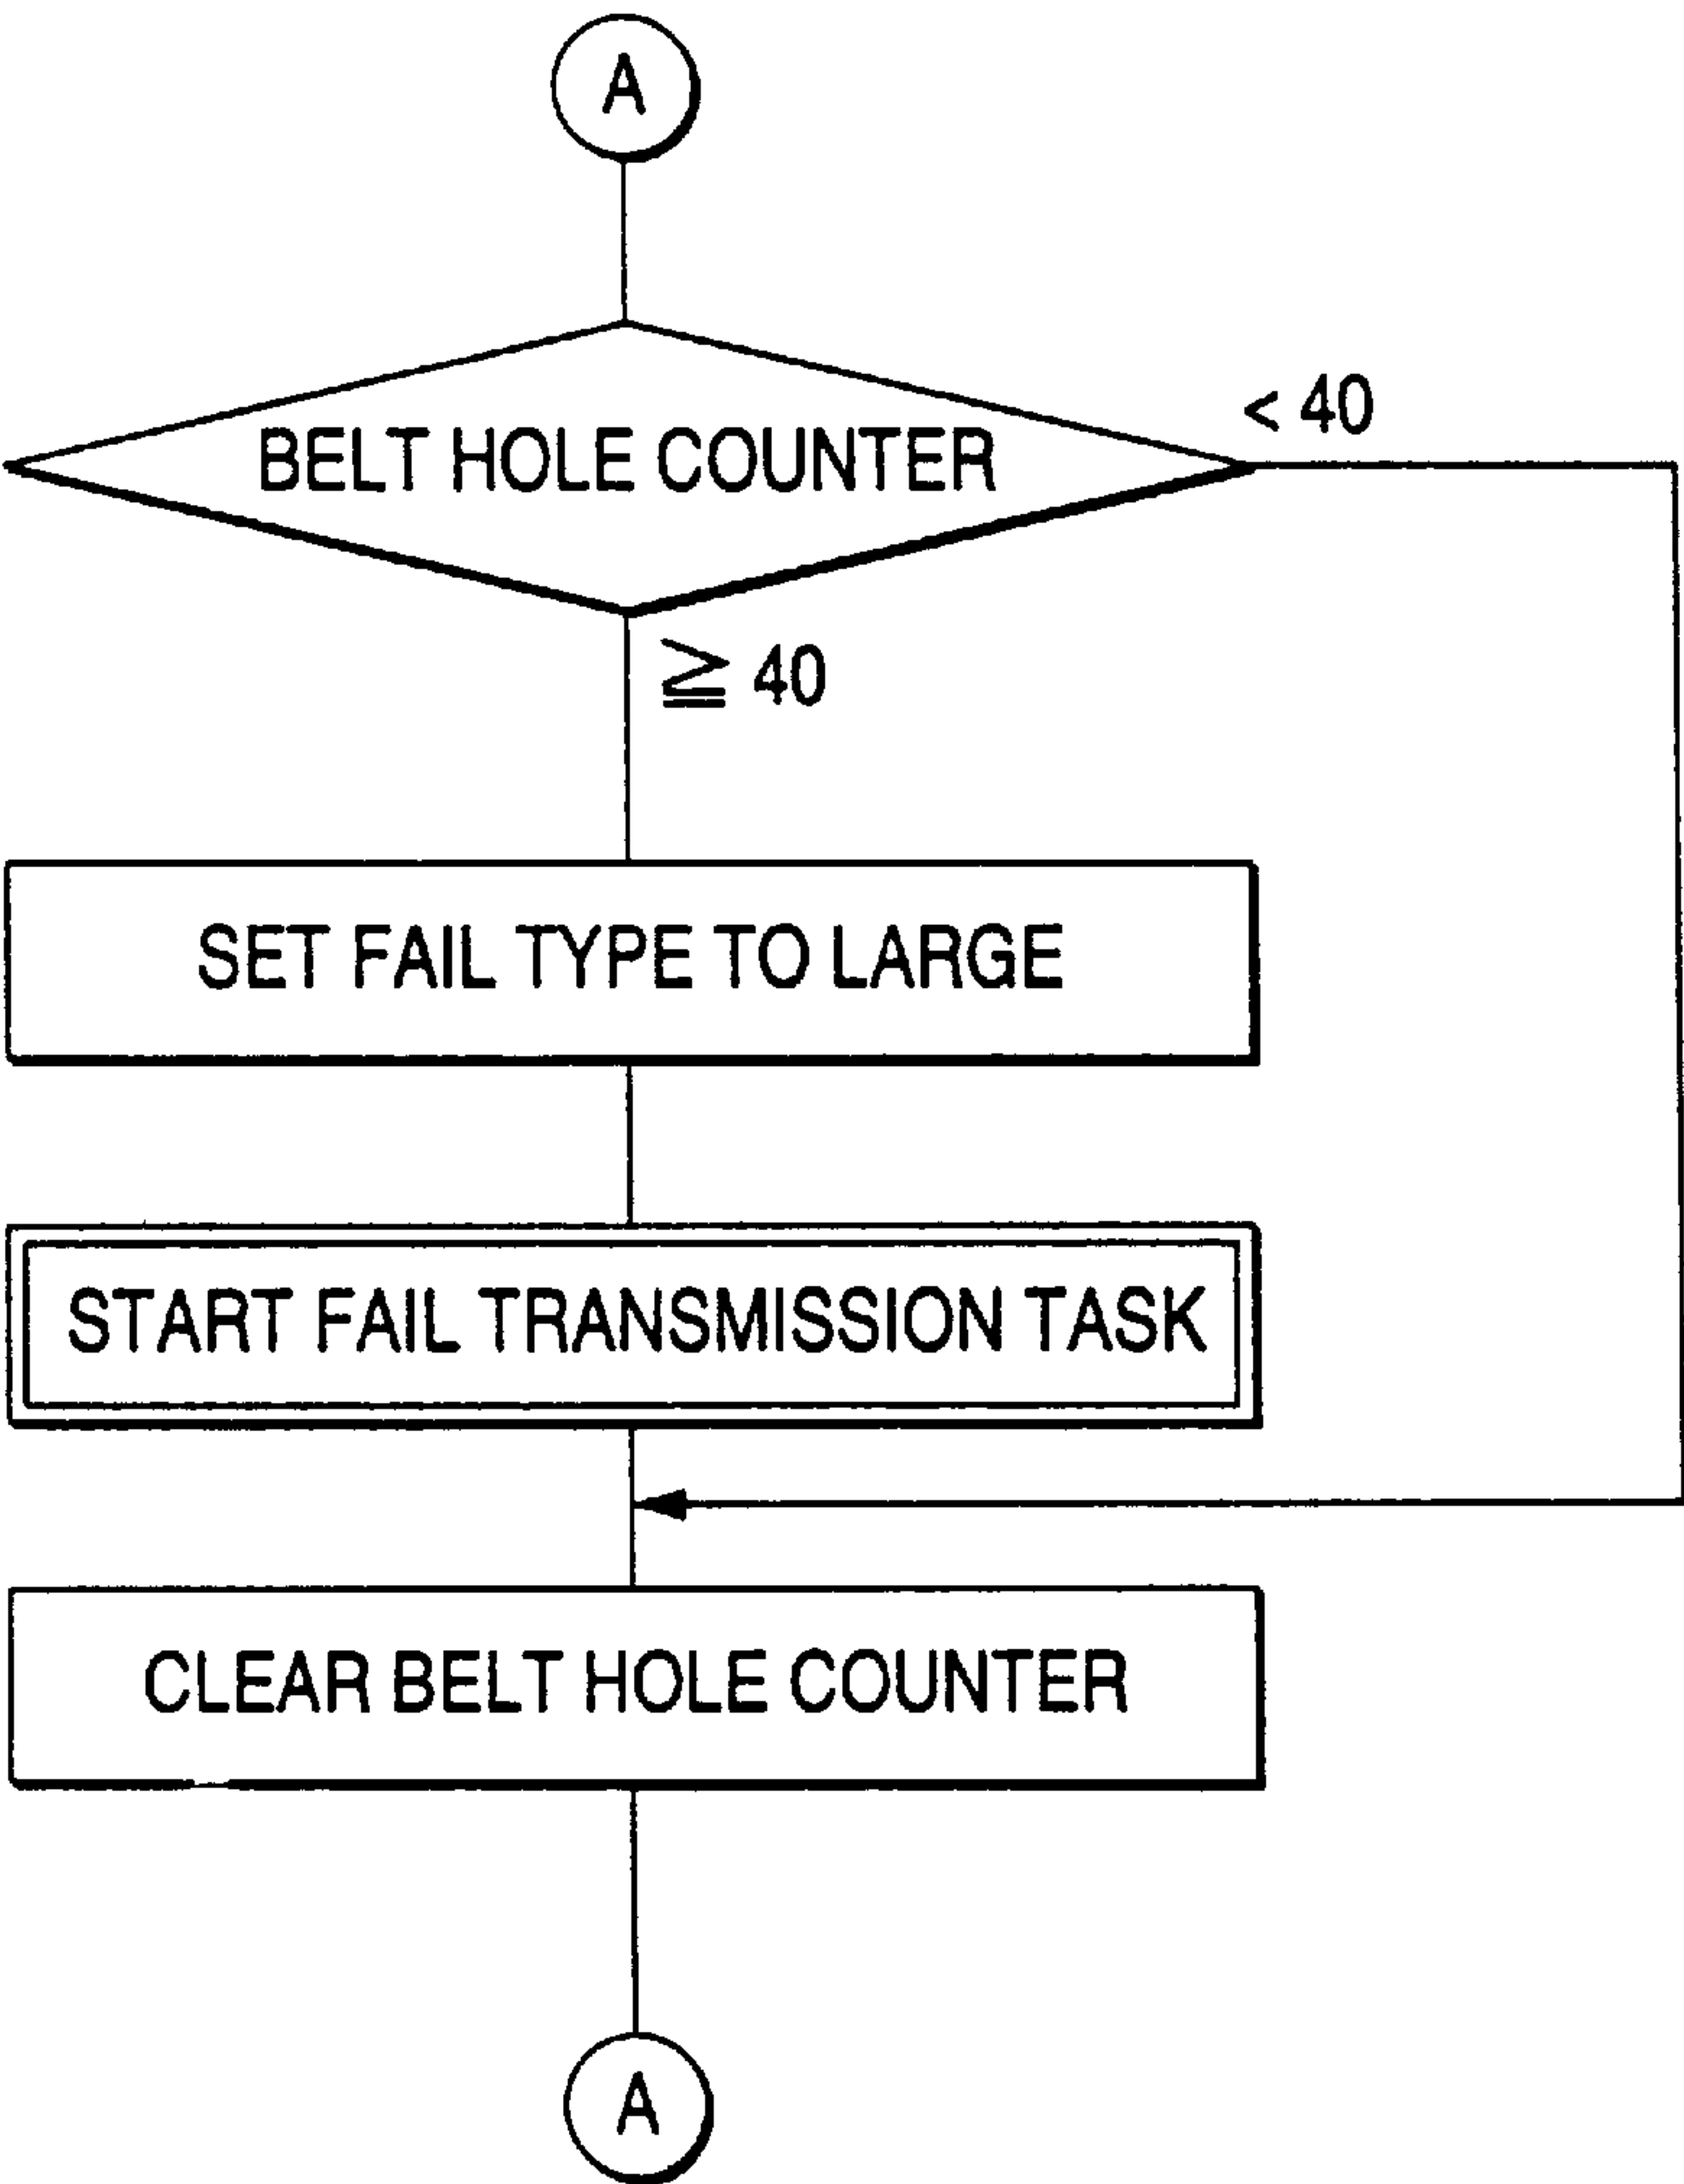 A
BELT HOLE COUNTER
< 40
≧ 40
SET FAIL TYPE TO LARGE
START FAIL TRANSMISSION TASK
CLEAR BELT HOLE COUNTER
A